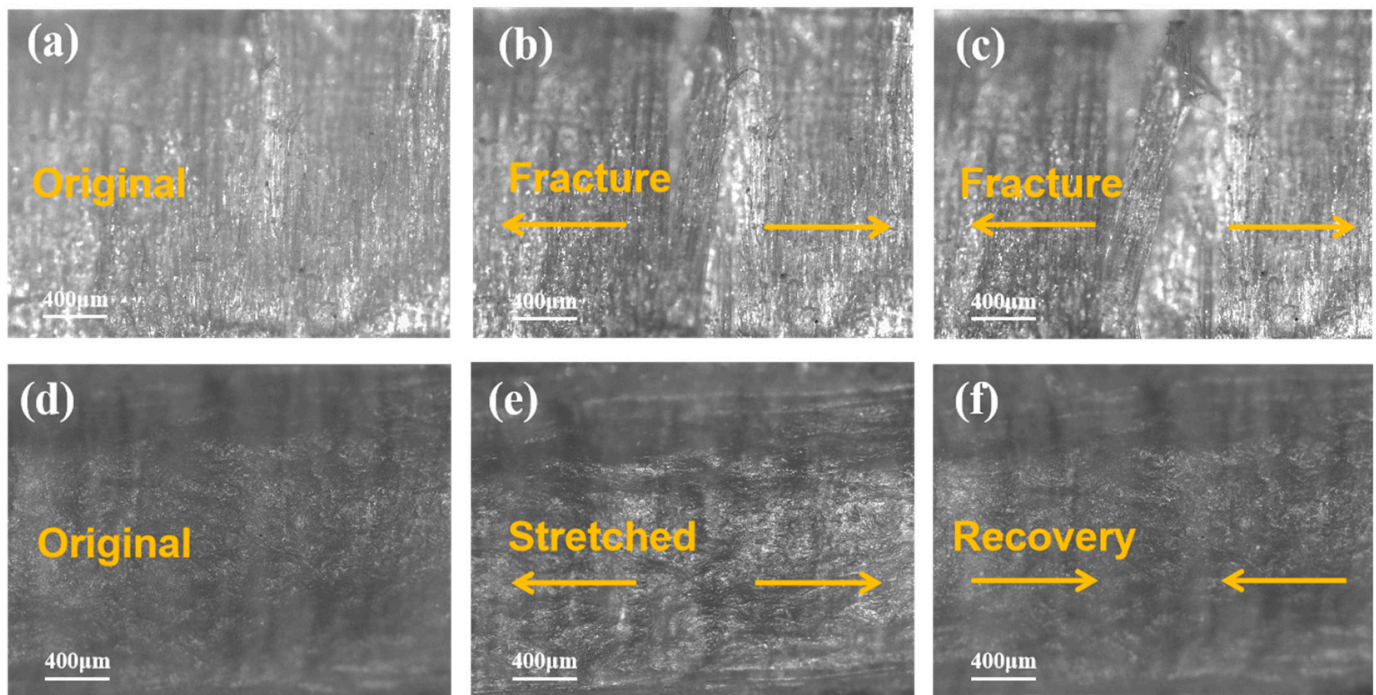 (a)
Original
400μm
(b)
Fracture
400μm
(c)
Fracture
400μm
(d)
Original
400μm
(e)
Stretched
400μm
(f)
Recovery
400μm